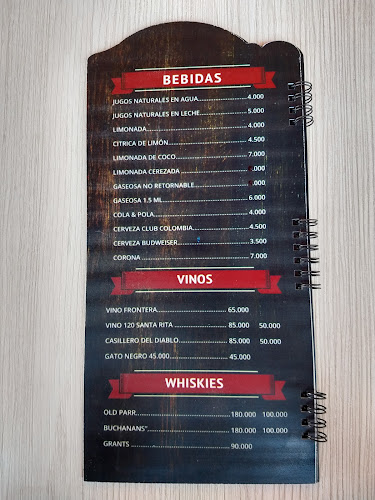 BEBIDAS
JUGOS NATURALES EN AGUA 4.000
JUGOS NATURALES EN LECHE 5.000
LIMONADA 4.000
CITRICA DE LIMÓN 4.500
LIMONADA DE COCO 7.000
LIMONADA CEREZADA .000
GASEOSA NO RETORNABLE .000
GASEOSA 1.5 ML 6.000
COLA & POLA 4.000
CERVEZA CLUB COLOMBIA 4.500
CERVEZA BUDWEISER 3.500
CORONA 7.000
VINOS
VINO FRONTERA 65.000
VINO 120 SANTA RITA 85.000 50.000
CASILLERO DEL DIABLO 85.000 50.000
GATO NEGRO 45.000 45.000
WHISKIES
OLD PARR 180.000 100.000
BUCHANANS" 180.000 100.000
GRANTS 90.000